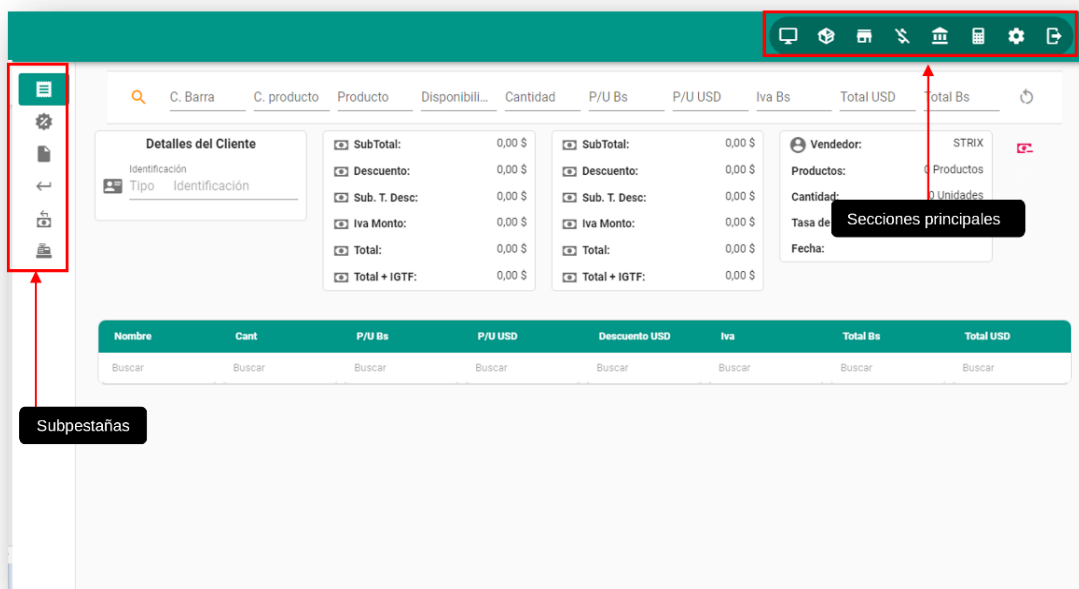 C. Barra C. producto Producto Disponibili... Cantidad P/U Bs P/U USD Iva Bs Total USD Total Bs
Detalles del Cliente
Identificación
Tipo Identificación
SubTotal: 0,00 $
Descuento: 0,00 $
Sub. T. Desc: 0,00 $
Iva Monto: 0,00 $
Total: 0,00 $
Total + IGTF: 0,00 $
SubTotal: 0,00 $
Descuento: 0,00 $
Sub. T. Desc: 0,00 $
Iva Monto: 0,00 $
Total: 0,00 $
Total + IGTF: 0,00 $
Vendedor: STRIX
Productos: 0 Productos
Cantidad: 0 Unidades
Tasa de
Fecha:
Secciones principales
Nombre Cant P/U Bs P/U USD Descuento USD Iva Total Bs Total USD
Buscar Buscar Buscar Buscar Buscar Buscar Buscar Buscar
Subpestañas